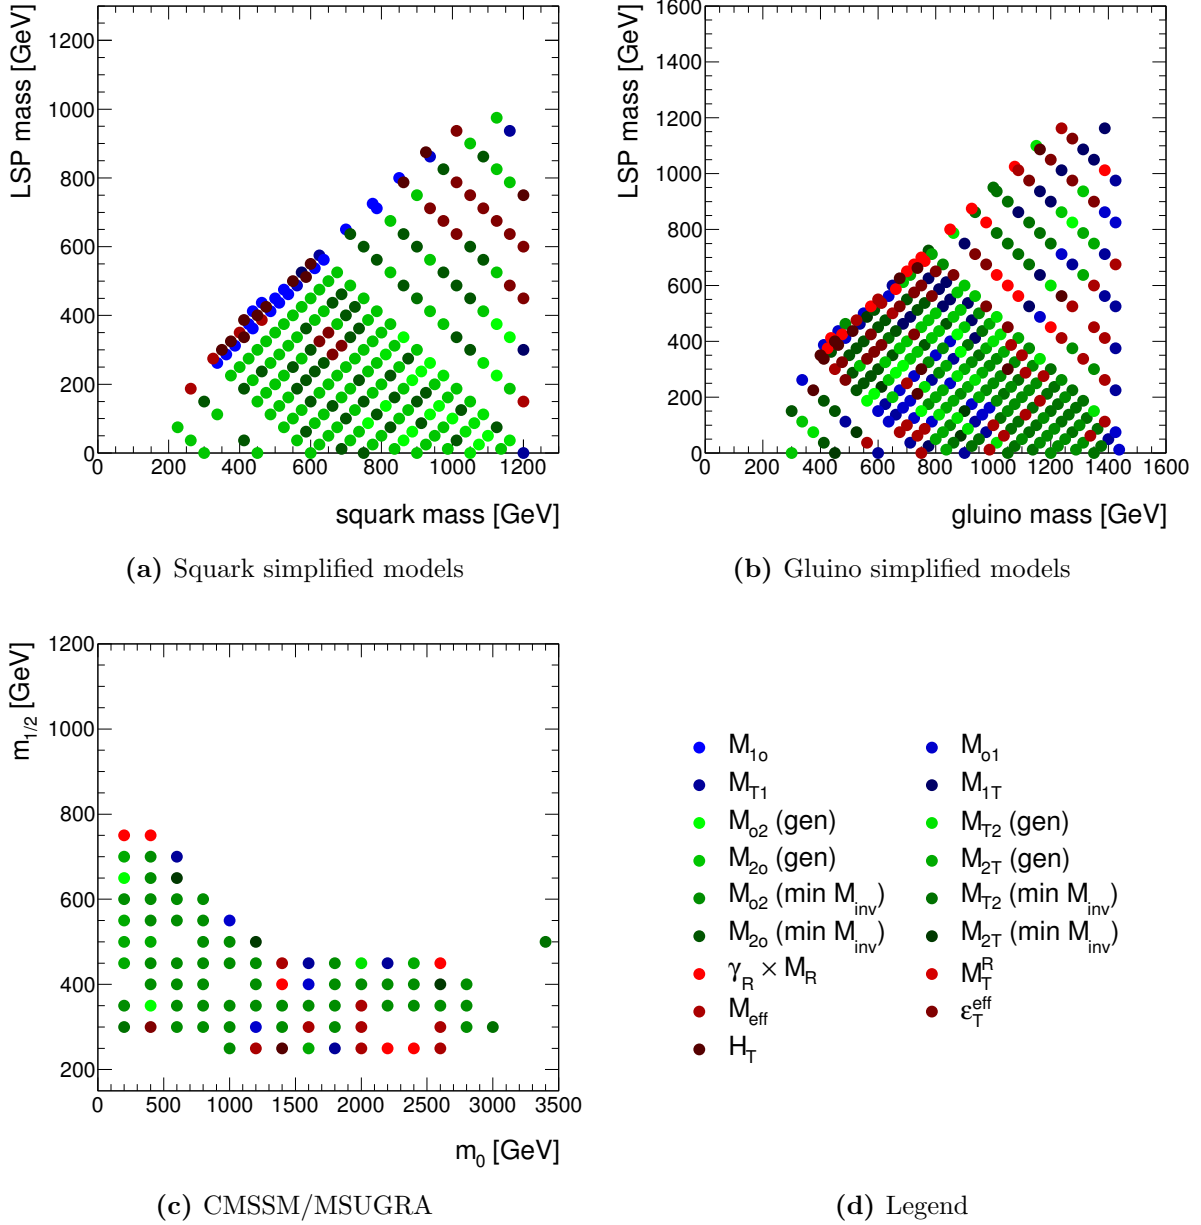 LSP mass [GeV]
1200
1000
800
600
400
200
0
0 200 400 600 800 1000 1200
squark mass [GeV]
(a) Squark simplified models
LSP mass [GeV]
1600
1400
1200
1000
800
600
400
200
0
0 200 400 600 800 1000 1200 1400 1600
gluino mass [GeV]
(b) Gluino simplified models
m1/2 [GeV]
1200
1000
800
600
400
200
0 500 1000 1500 2000 2500 3000 3500
m0 [GeV]
(c) CMSSM/MSUGRA
M1o Mo1
MT1 M1T
Mo2 (gen) MT2 (gen)
M2o (gen) M2T (gen)
Mo2 (min Minv) MT2 (min Minv)
M2o (min Minv) M2T (min Minv)
γR × MR MTR
Meff εTeff
HT
(d) Legend